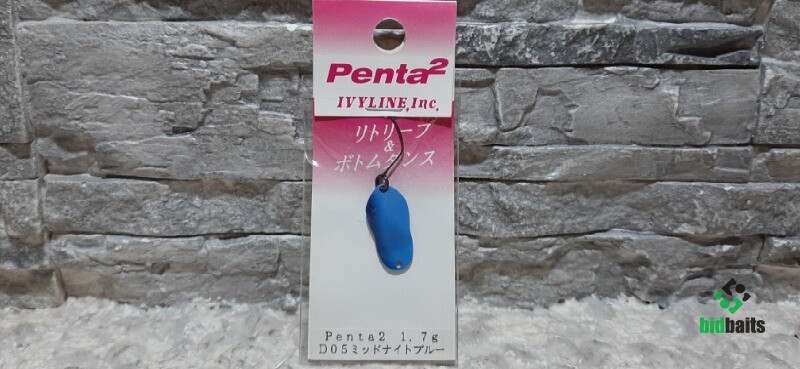 Penta²
IVYLINE, Inc.
リトリーブ
&
ボトムダンス
Penta2 1.7g
D05ミッドナイトブルー
bidbaits